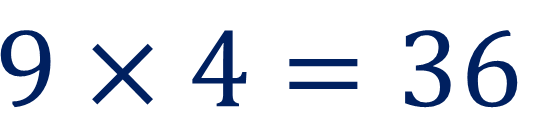 9 × 4 = 36